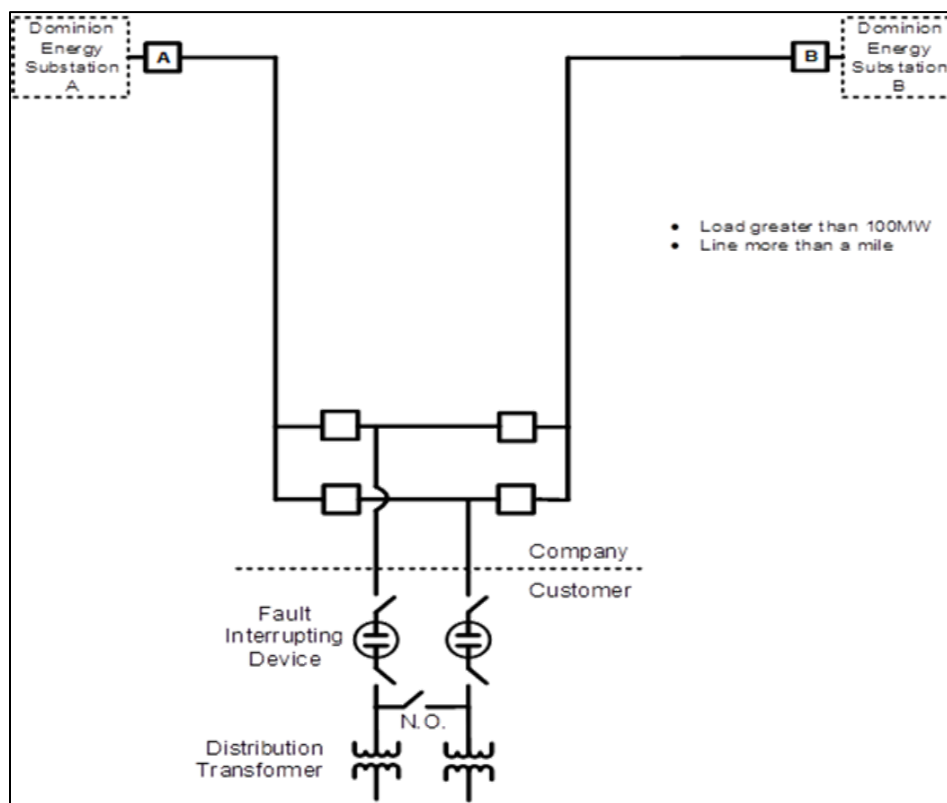 Dominion
Energy
Substation
A
A
B
Dominion
Energy
Substation
B
• Load greater than 100MW
• Line more than a mile
Company
Customer
Fault
Interrupting
Device
N.O.
Distribution
Transformer